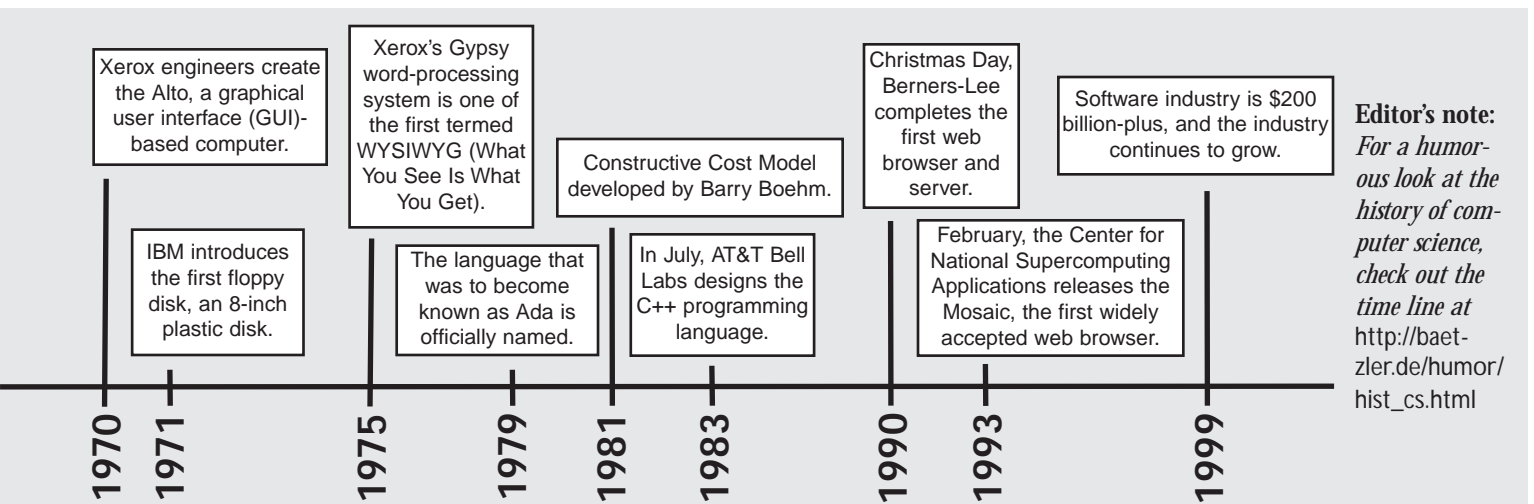 Xerox engineers create
the Alto, a graphical
user interface (GUI)-
based computer.
IBM introduces
the first floppy
disk, an 8-inch
plastic disk.
Xerox's Gypsy
word-processing
system is one of
the first termed
WYSIWYG (What
You See Is What
You Get).
The language that
was to become
known as Ada is
officially named.
Constructive Cost Model
developed by Barry Boehm.
In July, AT&T Bell
Labs designs the
C++ programming
language.
Christmas Day,
Berners-Lee
completes the
first web
browser and
server.
February, the Center for
National Supercomputing
Applications releases the
Mosaic, the first widely
accepted web browser.
Software industry is $200
billion-plus, and the industry
continues to grow.
1970
1971
1975
1979
1981
1983
1990
1993
1999
Editor's note:
For a humor-
ous look at the
history of com-
puter science,
check out the
time line at
http://baet-
zler.de/humor/
hist_cs.html